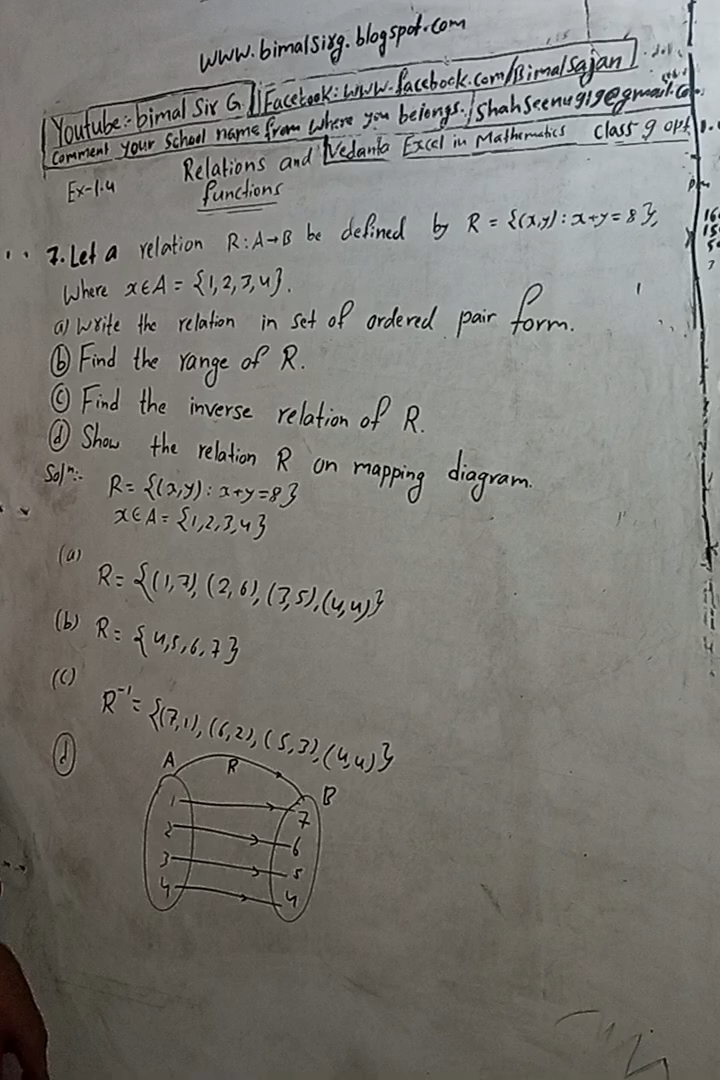 www.bimalsirg.blogspot.com
Youtube:- bimal Sir G. Facebook: www.facebook.com/Bimalsajan
Comment your School name from where you belongs. shahseenu919@gmail.co
Relations and Vedanta Excel in Mathematics class 9 opt
Ex-1.4 functions
7. Let a relation R: A→B be defined by R = {(x,y): x+y=8},
Where x∈A = {1,2,3,4}.
a) Write the relation in set of ordered pair form.
(b) Find the range of R.
(c) Find the inverse relation of R.
(d) Show the relation R on mapping diagram.
Solⁿ:-
R= {(x,y): x+y=8}
x∈A= {1,2,3,4}
(a)
R= {(1,7), (2,6), (3,5), (4,4)}
(b) R= {4,5,6,7}
(c)
R⁻¹= {(7,1), (6,2), (5,3), (4,4)}
(d)
A R B
1 7
2 6
3 5
4 4